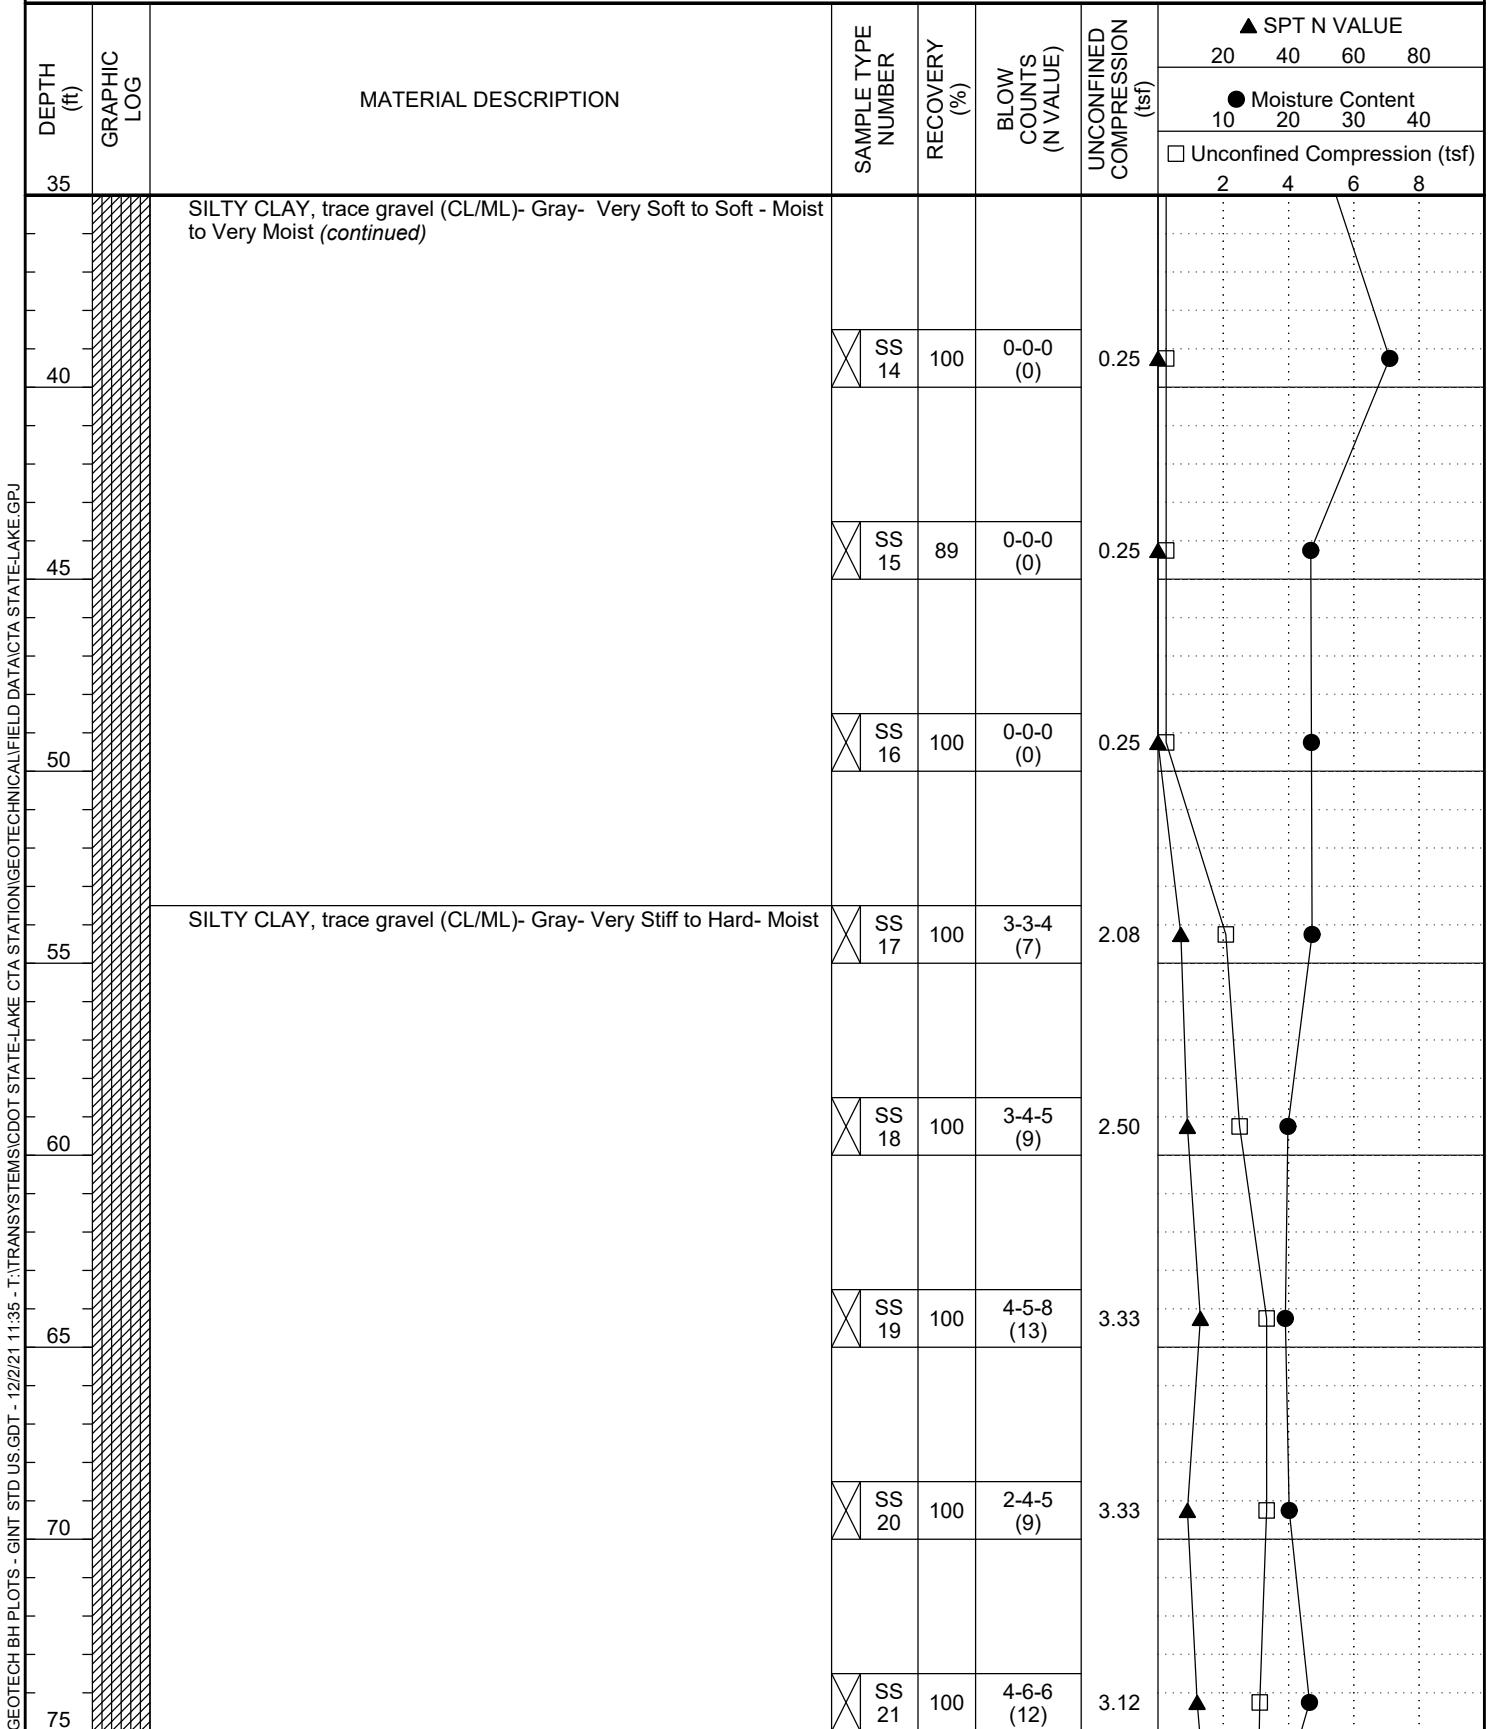 DEPTH
(ft)
GRAPHIC
LOG
MATERIAL DESCRIPTION
SAMPLE TYPE
NUMBER
RECOVERY
(%)
BLOW
COUNTS
(N VALUE)
UNCONFINED
COMPRESSION
(tsf)
▲ SPT N VALUE
20 40 60 80
● Moisture Content
10 20 30 40
□ Unconfined Compression (tsf)
2 4 6 8
35
SILTY CLAY, trace gravel (CL/ML)- Gray- Very Soft to Soft - Moist
to Very Moist (continued)
SS
14
100
0-0-0
(0)
0.25
40
SS
15
89
0-0-0
(0)
0.25
45
SS
16
100
0-0-0
(0)
0.25
50
SILTY CLAY, trace gravel (CL/ML)- Gray- Very Stiff to Hard- Moist
SS
17
100
3-3-4
(7)
2.08
55
SS
18
100
3-4-5
(9)
2.50
60
SS
19
100
4-5-8
(13)
3.33
65
SS
20
100
2-4-5
(9)
3.33
70
SS
21
100
4-6-6
(12)
3.12
75
GEOTECH BH PLOTS - GINT STD US.GDT - 12/2/21 11:35 - T:\TRANSYSTEMS\CDOT STATE-LAKE CTA STATION\GEOTECHNICAL\FIELD DATA\CTA STATE-LAKE.GPJ